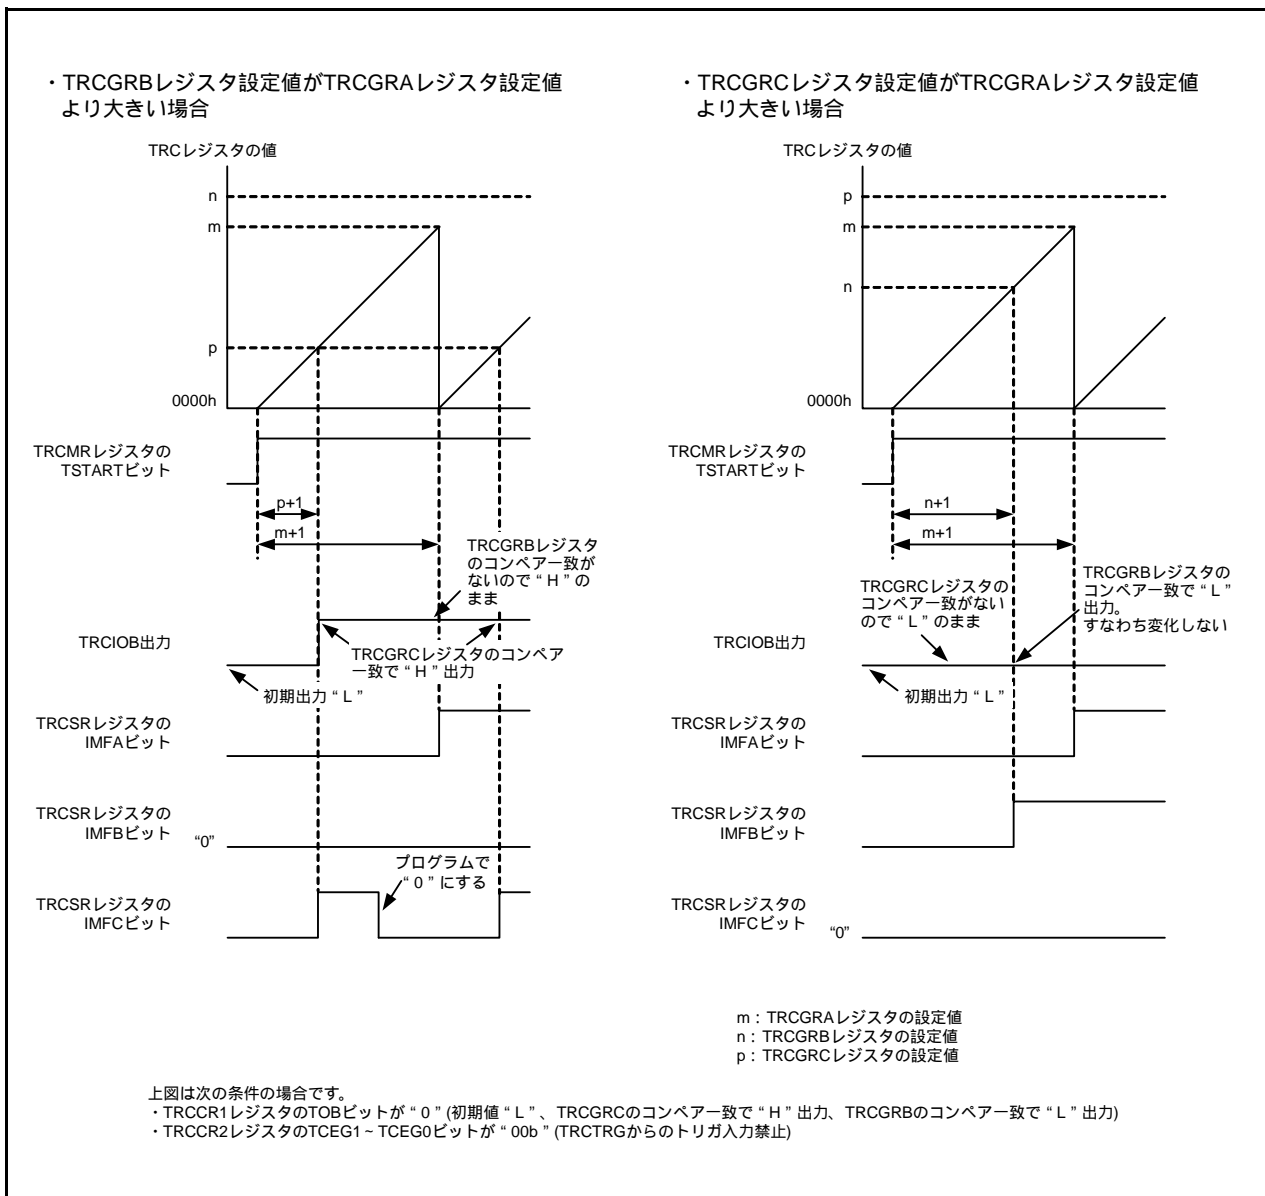 ・TRCGRBレジスタ設定値がTRCGRAレジスタ設定値
より大きい場合
TRCレジスタの値
n
m
p
0000h
TRCMRレジスタの
TSTARTビット
p+1
m+1
TRCGRBレジスタ
のコンペア一致が
ないので“H”の
まま
TRCIOB出力
TRCGRCレジスタのコンペア
一致で“H”出力
初期出力“L”
TRCSRレジスタの
IMFAビット
TRCSRレジスタの
IMFBビット
“0”
プログラムで
“0”にする
TRCSRレジスタの
IMFCビット
・TRCGRCレジスタ設定値がTRCGRAレジスタ設定値
より大きい場合
TRCレジスタの値
p
m
n
0000h
TRCMRレジスタの
TSTARTビット
n+1
m+1
TRCGRCレジスタの
コンペア一致がない
ので“L”のまま
TRCGRBレジスタの
コンペア一致で“L”
出力。
すなわち変化しない
TRCIOB出力
初期出力“L”
TRCSRレジスタの
IMFAビット
TRCSRレジスタの
IMFBビット
TRCSRレジスタの
IMFCビット
“0”
m：TRCGRAレジスタの設定値
n：TRCGRBレジスタの設定値
p：TRCGRCレジスタの設定値
上図は次の条件の場合です。
・TRCCR1レジスタのTOBビットが“0”(初期値“L”、TRCGRCのコンペア一致で“H”出力、TRCGRBのコンペア一致で“L”出力)
・TRCCR2レジスタのTCEG1～TCEG0ビットが“00b”(TRCTRGからのトリガ入力禁止)